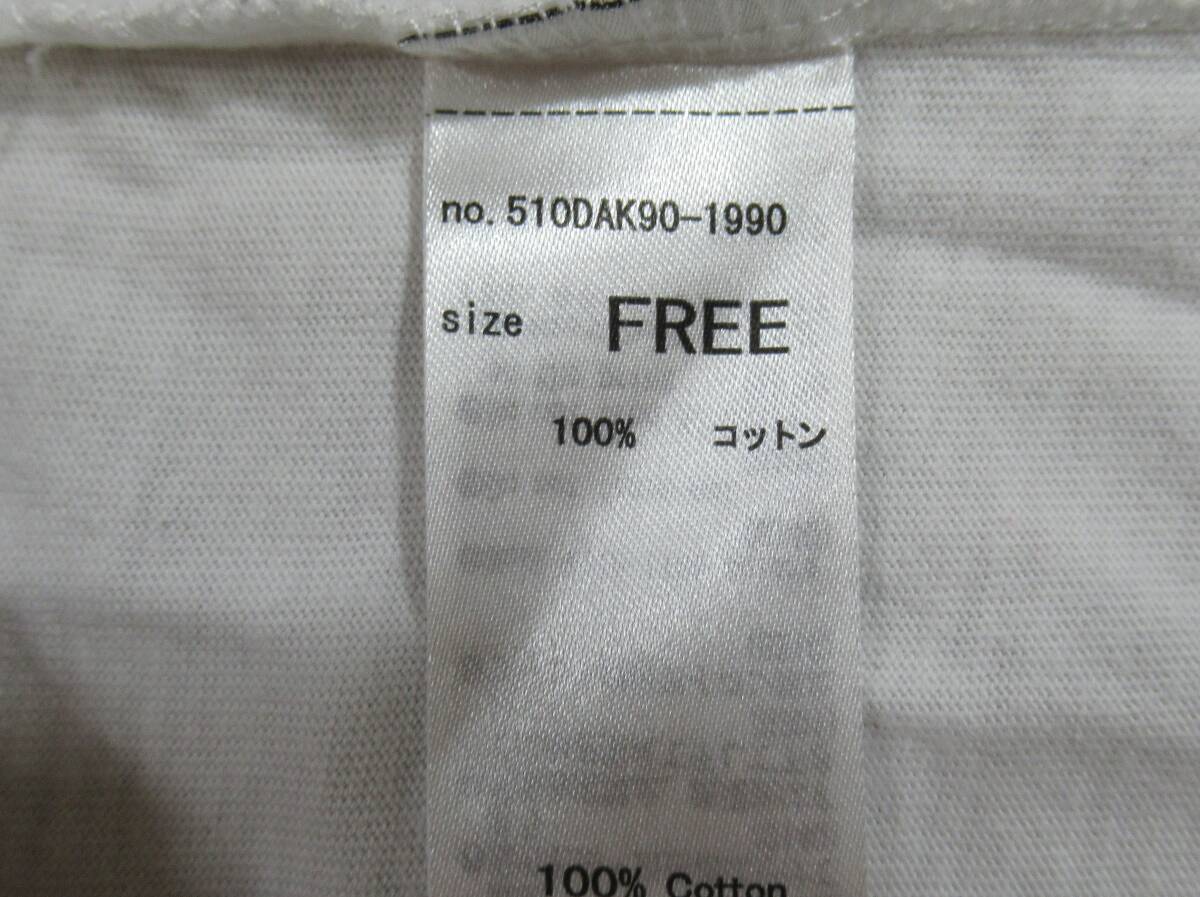 no. 510DAK90-1990
size FREE
100% コットン
100% Cotton